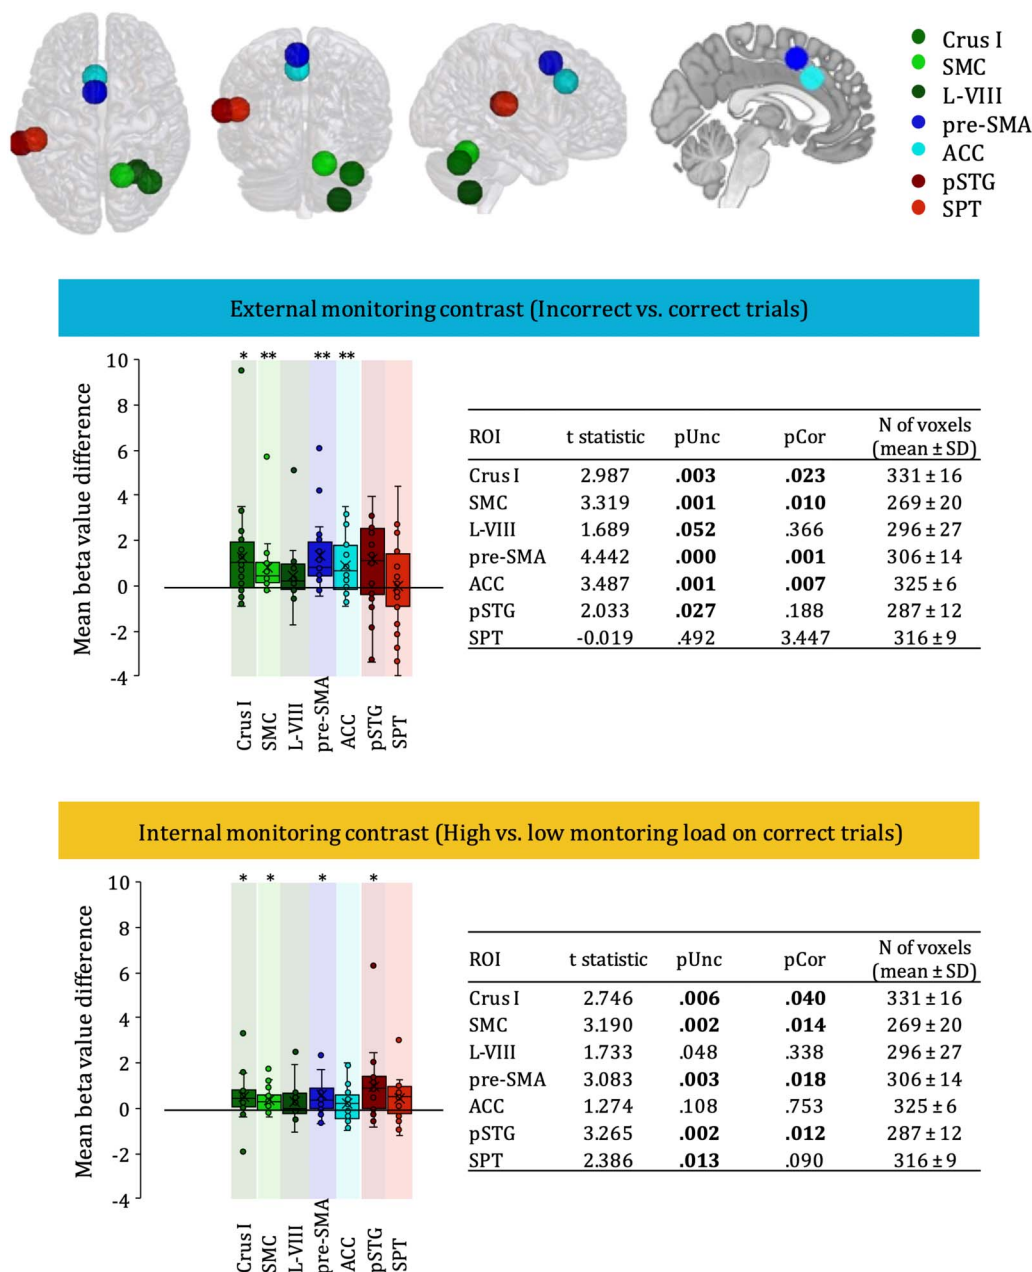 Crus I
SMC
L-VIII
pre-SMA
ACC
pSTG
SPT
External monitoring contrast (Incorrect vs. correct trials)
* ** ** **
10
8
6
4
2
0
-2
-4
Mean beta value difference
Crus I
SMC
L-VIII
pre-SMA
ACC
pSTG
SPT
ROI t statistic pUnc pCor N of voxels (mean ± SD)
Crus I 2.987 .003 .023 331 ± 16
SMC 3.319 .001 .010 269 ± 20
L-VIII 1.689 .052 .366 296 ± 27
pre-SMA 4.442 .000 .001 306 ± 14
ACC 3.487 .001 .007 325 ± 6
pSTG 2.033 .027 .188 287 ± 12
SPT -0.019 .492 3.447 316 ± 9
Internal monitoring contrast (High vs. low montoring load on correct trials)
* * * *
10
8
6
4
2
0
-2
-4
Mean beta value difference
Crus I
SMC
L-VIII
pre-SMA
ACC
pSTG
SPT
ROI t statistic pUnc pCor N of voxels (mean ± SD)
Crus I 2.746 .006 .040 331 ± 16
SMC 3.190 .002 .014 269 ± 20
L-VIII 1.733 .048 .338 296 ± 27
pre-SMA 3.083 .003 .018 306 ± 14
ACC 1.274 .108 .753 325 ± 6
pSTG 3.265 .002 .012 287 ± 12
SPT 2.386 .013 .090 316 ± 9